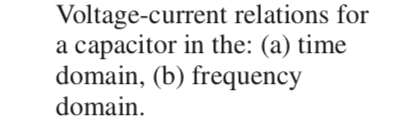 Voltage-current relations for
a capacitor in the: (a) time
domain, (b) frequency
domain.